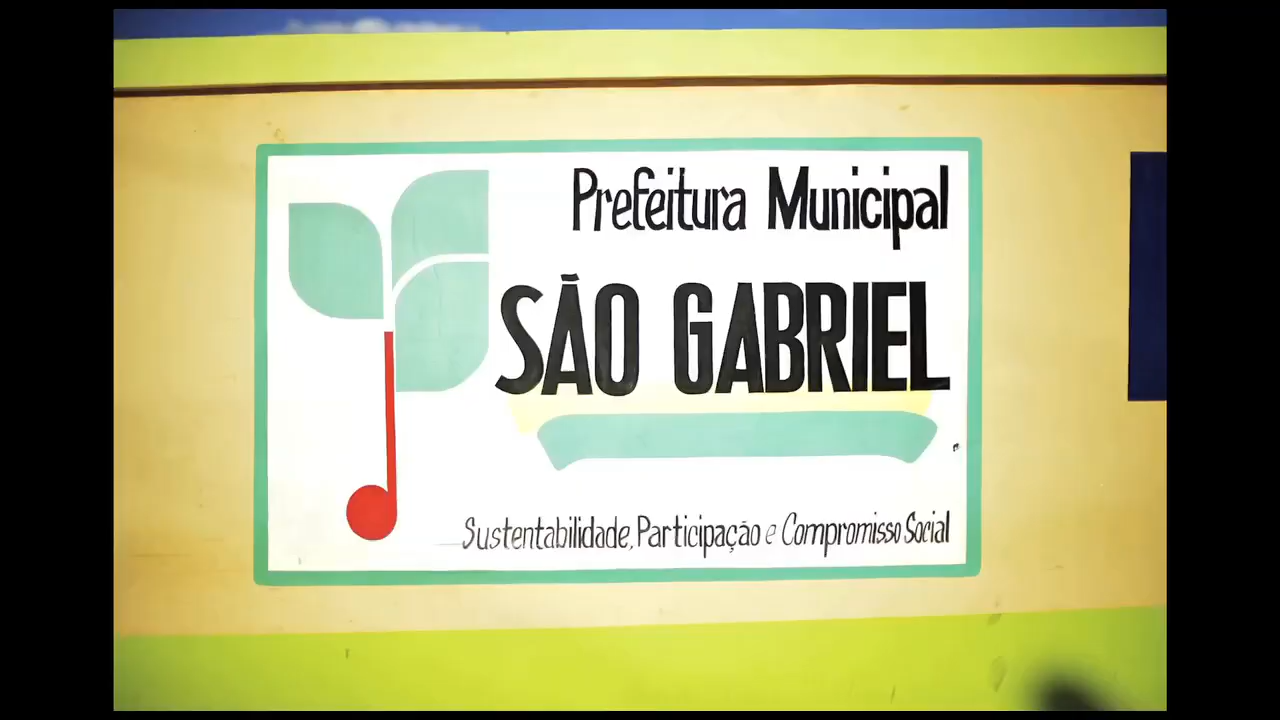 Prefeitura Municipal
SÃO GABRIEL
Sustentabilidade, Participação e Compromisso Social